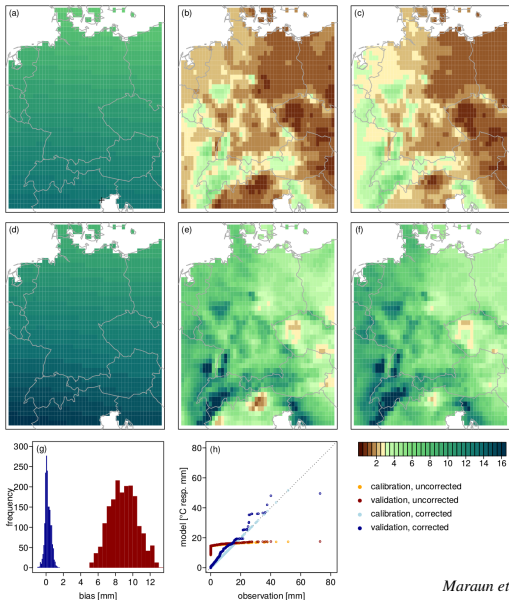 (a)
(b)
(c)
(d)
(e)
(f)
(g)
300
250
200
150
100
50
0
frequency
0 2 4 6 8 10 12
bias [mm]
(h)
80
60
40
20
0
model [°C resp. mm]
0 20 40 60 80
observation [mm]
2 4 6 8 10 12 14 16
calibration, uncorrected
validation, uncorrected
calibration, corrected
validation, corrected
Maraun et